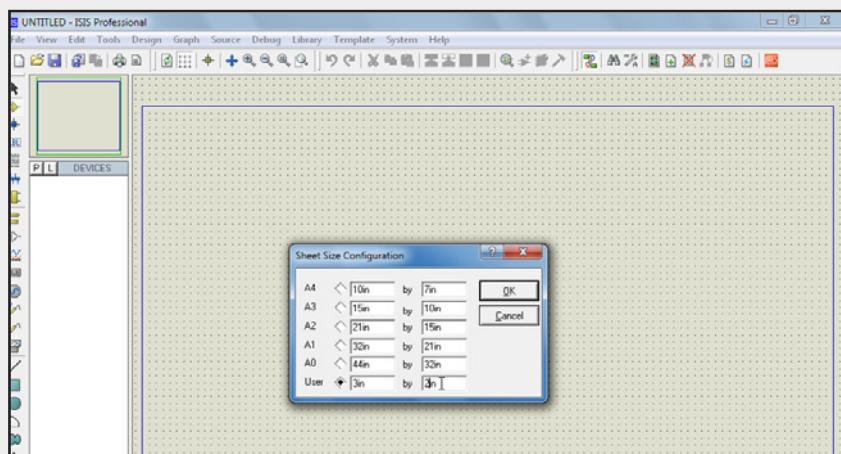 UNTITLED - ISIS Professional
File View Edit Tools Design Graph Source Debug Library Template System Help
P L DEVICES
Sheet Size Configuration
A4 10in by 7in
OK
A3 15in by 10in
Cancel
A2 21in by 15in
A1 32in by 21in
A0 44in by 32in
User 3in by